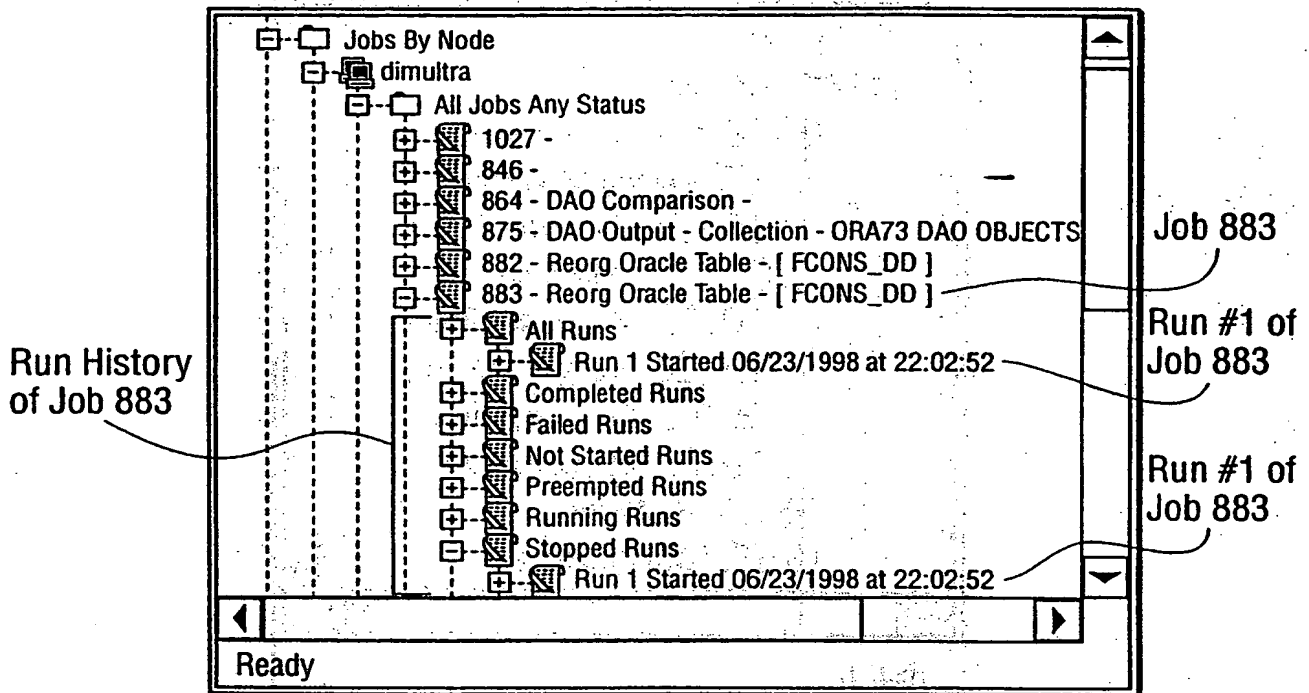 Jobs By Node
dimultra
All Jobs Any Status
1027 -
846 -
864 - DAO Comparison -
875 - DAO Output - Collection - ORA73 DAO OBJECTS
882 - Reorg Oracle Table - [ FCONS_DD ]
883 - Reorg Oracle Table - [ FCONS_DD ]
All Runs
Run 1 Started 06/23/1998 at 22:02:52
Completed Runs
Failed Runs
Not Started Runs
Preempted Runs
Running Runs
Stopped Runs
Run 1 Started 06/23/1998 at 22:02:52
Ready
Run History
of Job 883
Job 883
Run #1 of
Job 883
Run #1 of
Job 883